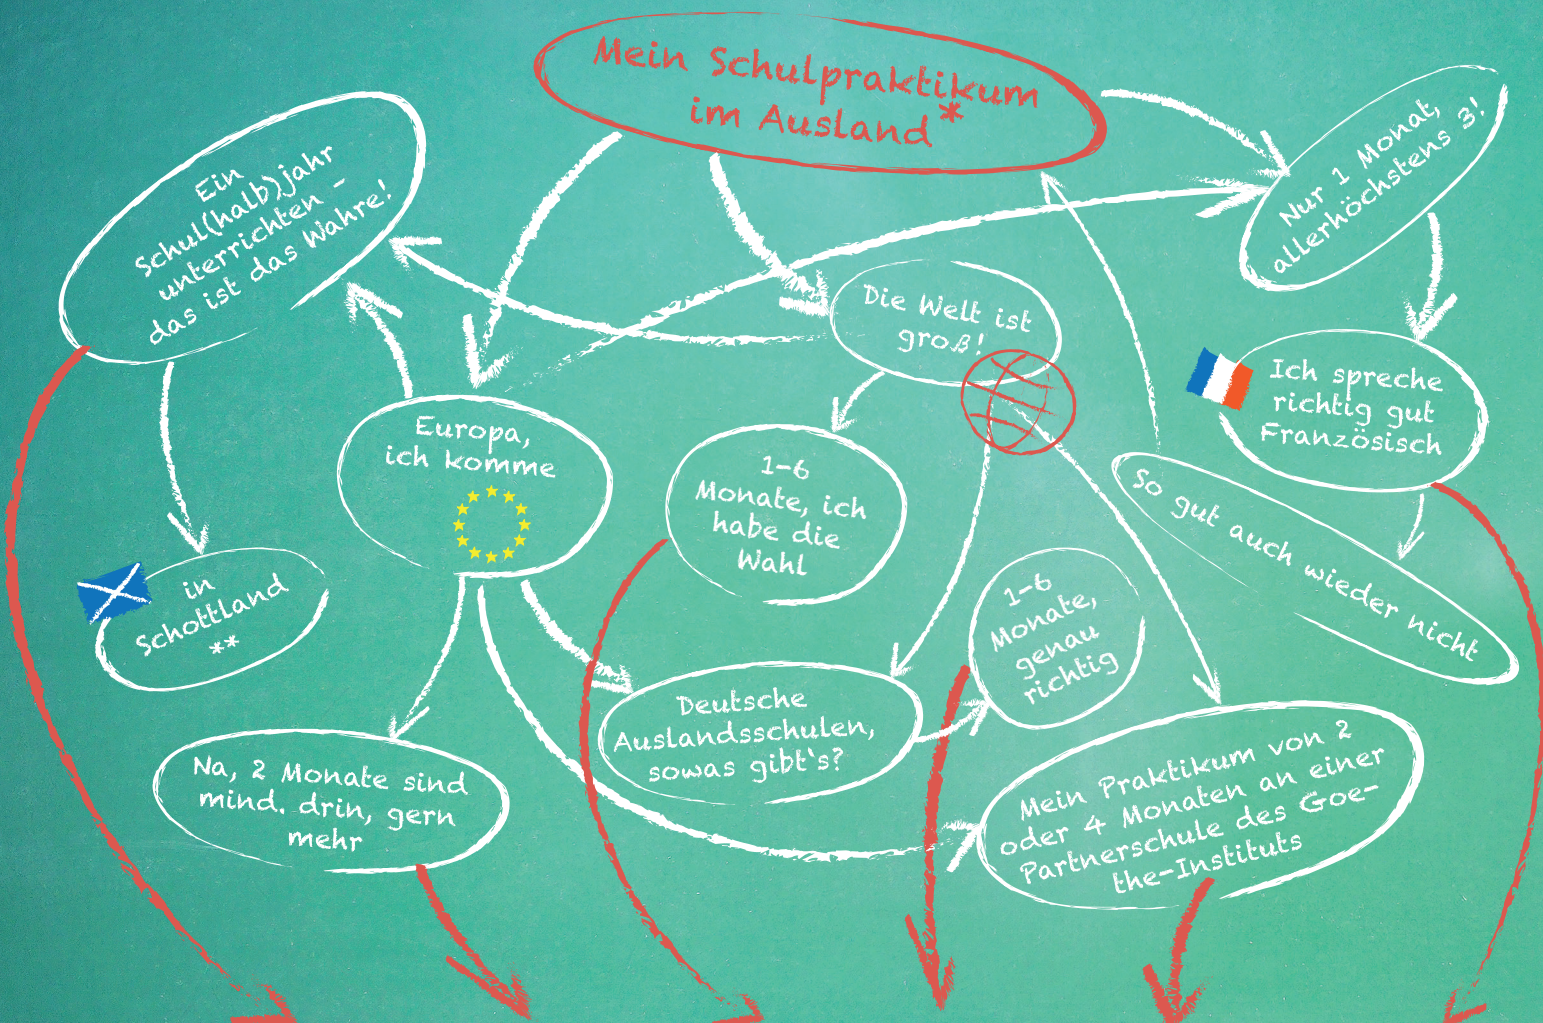 Mein Schulpraktikum
im Ausland*
Ein
Schul(halb)jahr
unterrichten –
das ist das Wahre!
Nur 1 Monat,
allerhöchstens 3!
Die Welt ist
groß!
Ich spreche
richtig gut
Französisch
Europa,
ich komme
1-6
Monate, ich
habe die
Wahl
So gut auch wieder nicht
in
Schottland
**
1-6
Monate,
genau
richtig
Deutsche
Auslandsschulen,
sowas gibt's?
Na, 2 Monate sind
mind. drin, gern
mehr
Mein Praktikum von 2
oder 4 Monaten an einer
Partnerschule des Goe-
the-Instituts